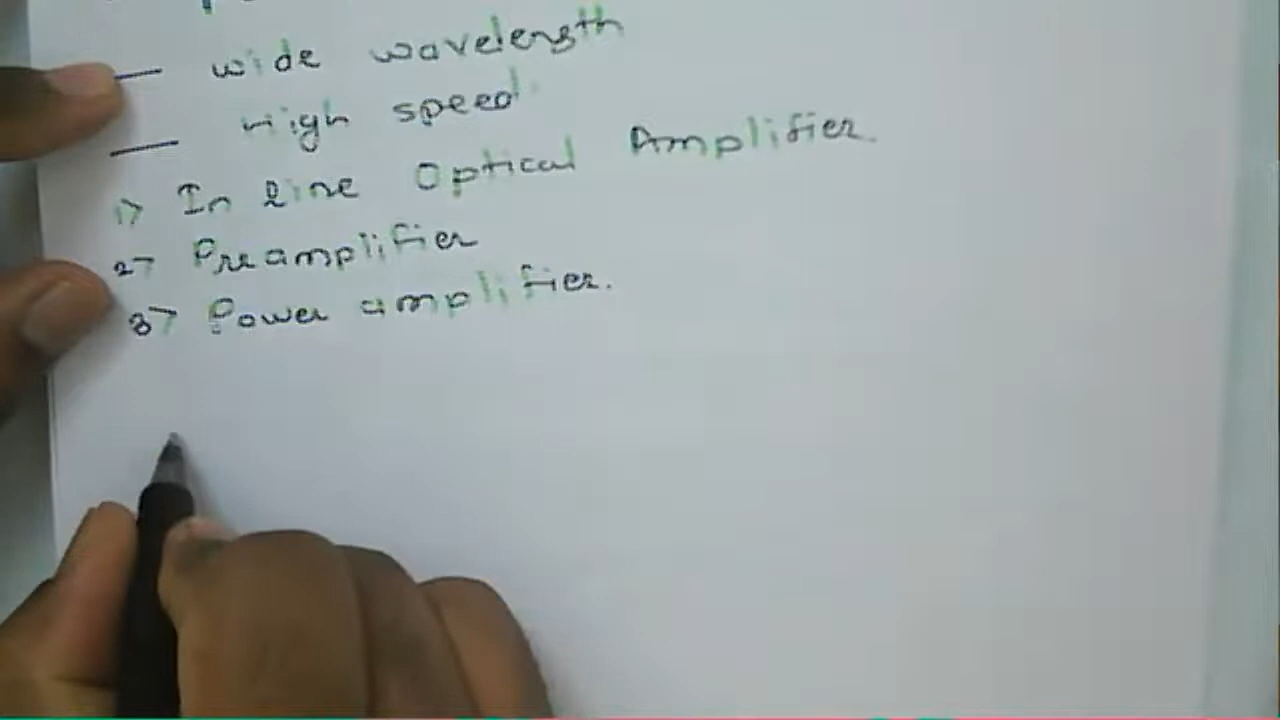 — wide wavelength
— High speed
1> In line Optical Amplifier.
2> Preamplifier
3> Power amplifier.